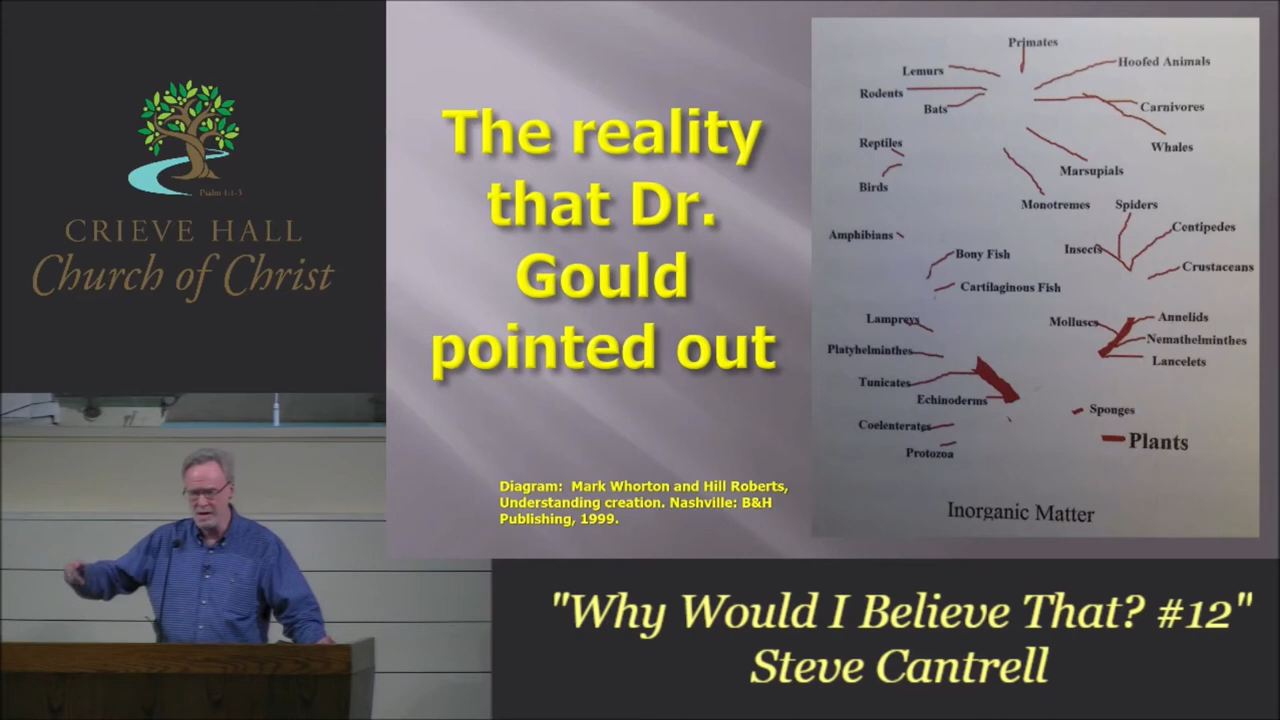 Psalm 1:1-3
CRIEVE HALL
Church of Christ
The reality
that Dr.
Gould
pointed out
Diagram: Mark Whorton and Hill Roberts,
Understanding creation. Nashville: B&H
Publishing, 1999.
Primates
Hoofed Animals
Lemurs
Rodents
Carnivores
Bats
Reptiles
Whales
Marsupials
Birds
Monotremes
Spiders
Centipedes
Amphibians
Insects
Bony Fish
Crustaceans
Cartilaginous Fish
Lampreys
Molluscs
Annelids
Nemathelminthes
Platyhelminthes
Lancelets
Tunicates
Echinoderms
Sponges
Coelenterates
Plants
Protozoa
Inorganic Matter
"Why Would I Believe That? #12"
Steve Cantrell